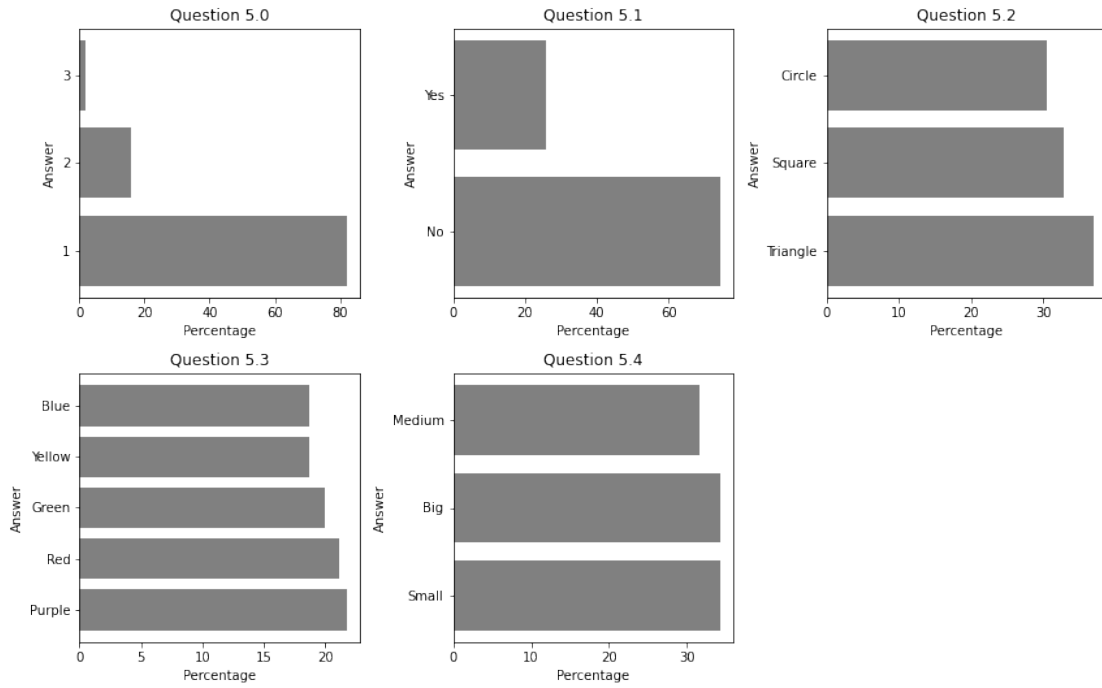 Question 5.0
3
2
1
Answer
0 20 40 60 80
Percentage
Question 5.1
Yes
No
Answer
0 20 40 60
Percentage
Question 5.2
Circle
Square
Triangle
Answer
0 10 20 30
Percentage
Question 5.3
Blue
Yellow
Green
Red
Purple
Answer
0 5 10 15 20
Percentage
Question 5.4
Medium
Big
Small
Answer
0 10 20 30
Percentage